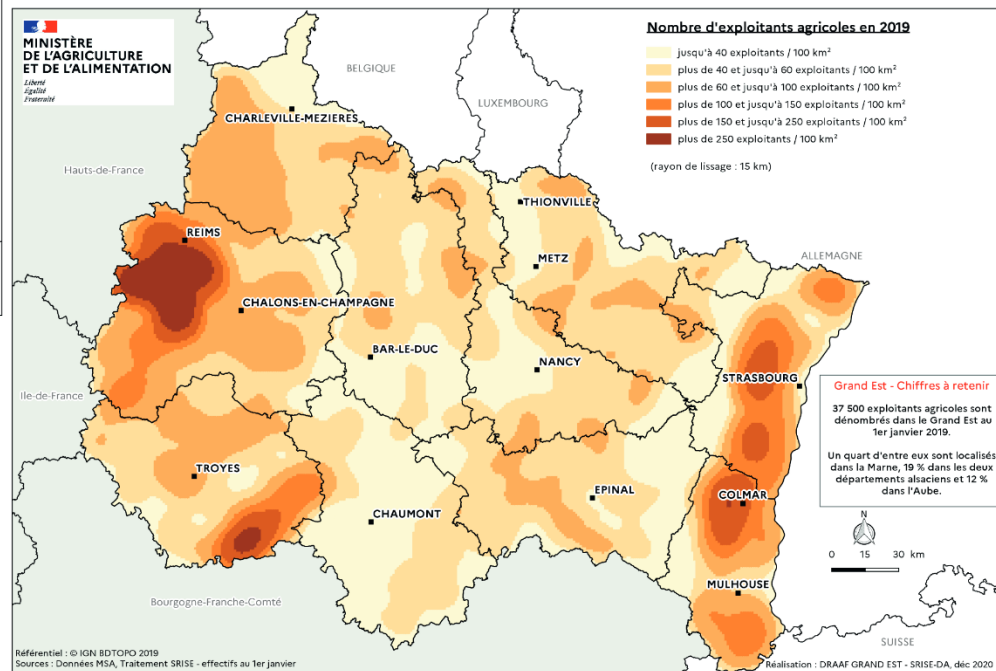 MINISTÈRE
DE L'AGRICULTURE
ET DE L'ALIMENTATION
Liberté
Égalité
Fraternité
Nombre d'exploitants agricoles en 2019
jusqu'à 40 exploitants / 100 km²
plus de 40 et jusqu'à 60 exploitants / 100 km²
plus de 60 et jusqu'à 100 exploitants / 100 km²
plus de 100 et jusqu'à 150 exploitants / 100 km²
plus de 150 et jusqu'à 250 exploitants / 100 km²
plus de 250 exploitants / 100 km²
(rayon de lissage : 15 km)
BELGIQUE
LUXEMBOURG
CHARLEVILLE-MEZIERES
Hauts-de-France
THIONVILLE
REIMS
METZ
ALLEMAGNE
CHALONS-EN-CHAMPAGNE
BAR-LE-DUC
NANCY
STRASBOURG
Ile-de-France
Grand Est - Chiffres à retenir
37 500 exploitants agricoles sont
dénombrés dans le Grand Est au
1er janvier 2019.
Un quart d'entre eux sont localisés
dans la Marne, 19 % dans les deux
départements alsaciens et 12 %
dans l'Aube.
TROYES
EPINAL
COLMAR
CHAUMONT
N
0 15 30 km
MULHOUSE
Bourgogne-Franche-Comté
SUISSE
Référentiel : © IGN BDTOPO 2019
Sources : Données MSA, Traitement SRISE - effectifs au 1er janvier
Réalisation : DRAAF GRAND EST - SRISE-DA, déc 2020